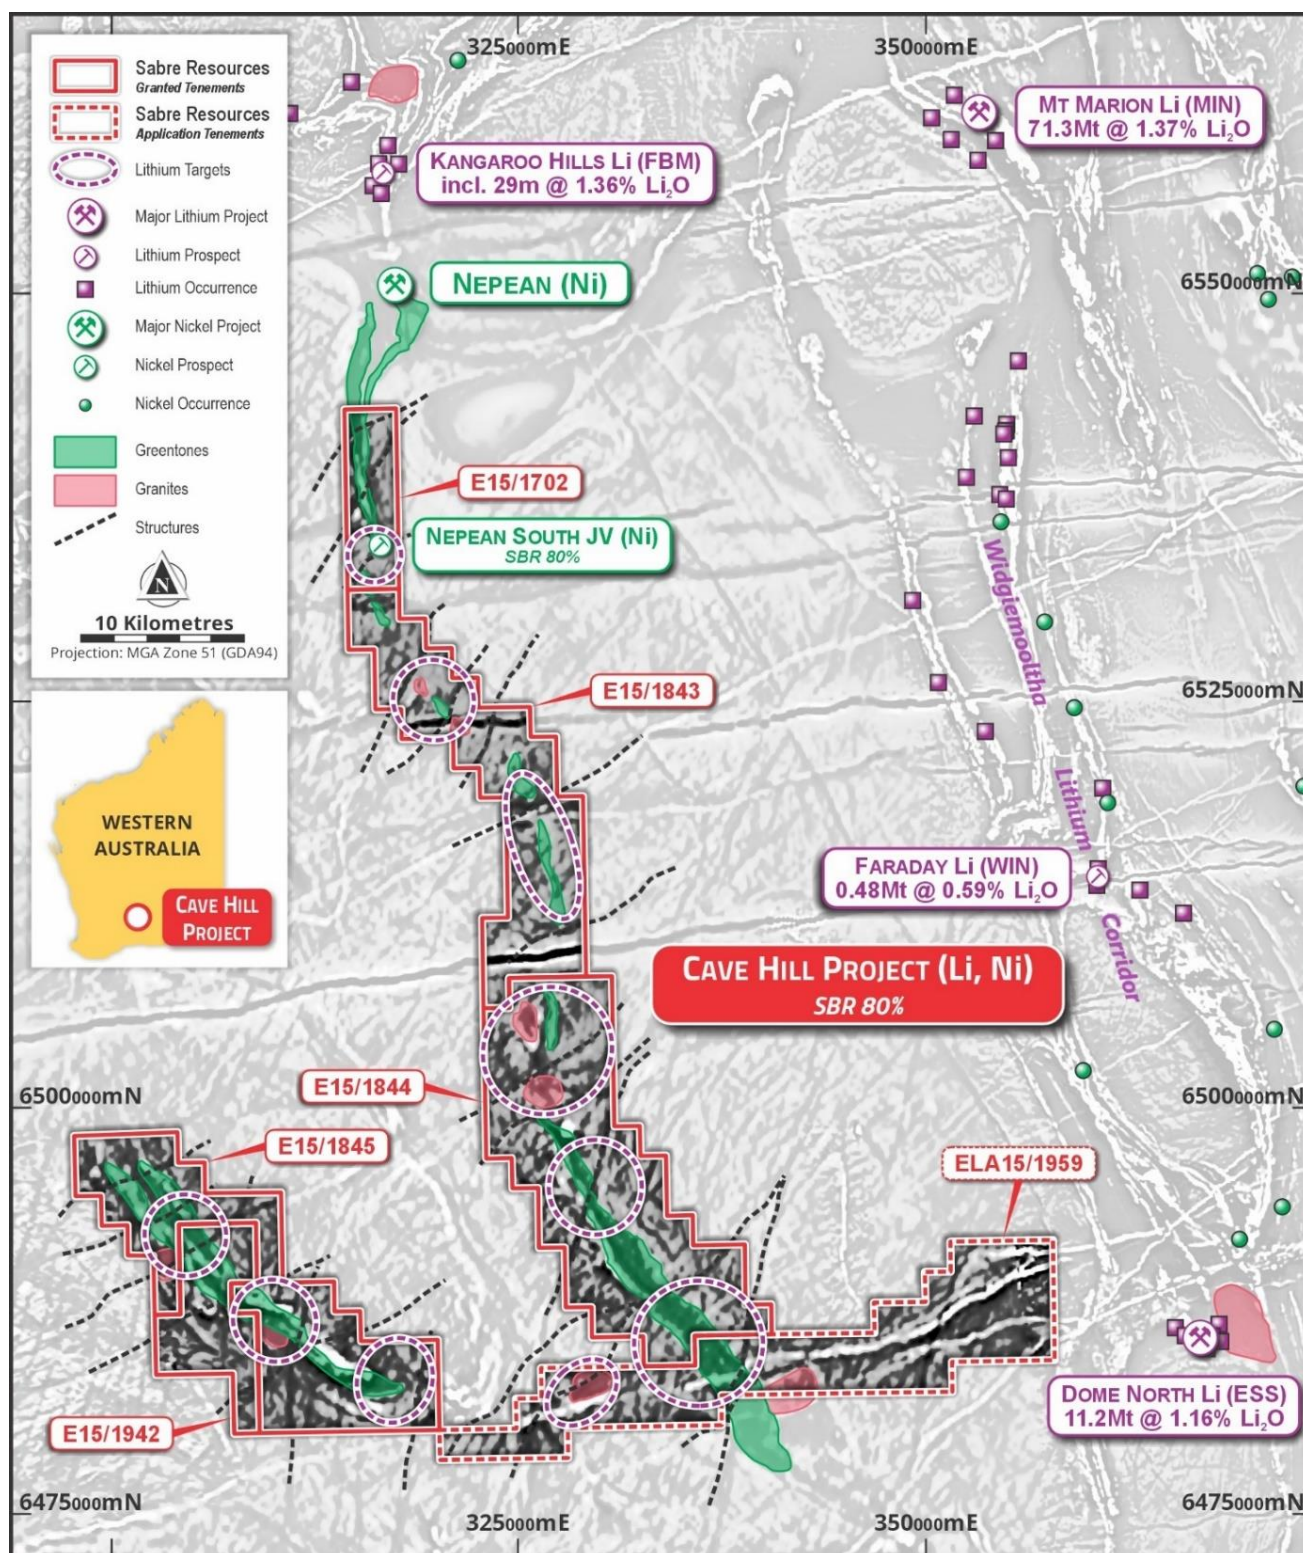 325000mE
350000mE
Sabre Resources
Granted Tenements
Sabre Resources
Application Tenements
Lithium Targets
Major Lithium Project
Lithium Prospect
Lithium Occurrence
Major Nickel Project
Nickel Prospect
Nickel Occurrence
Greentones
Granites
Structures
N
10 Kilometres
Projection: MGA Zone 51 (GDA94)
WESTERN
AUSTRALIA
CAVE HILL
PROJECT
KANGAROO HILLS Li (FBM)
incl. 29m @ 1.36% Li₂O
MT MARION Li (MIN)
71.3Mt @ 1.37% Li₂O
NEPEAN (Ni)
6550000mN
E15/1702
NEPEAN SOUTH JV (Ni)
SBR 80%
Widgiemooltha
Lithium
Corridor
E15/1843
6525000mN
FARADAY Li (WIN)
0.48Mt @ 0.59% Li₂O
CAVE HILL PROJECT (Li, Ni)
SBR 80%
E15/1844
6500000mN
6500000mN
E15/1845
ELA15/1959
E15/1942
DOME NORTH Li (ESS)
11.2Mt @ 1.16% Li₂O
6475000mN
6475000mN
325000mE
350000mE